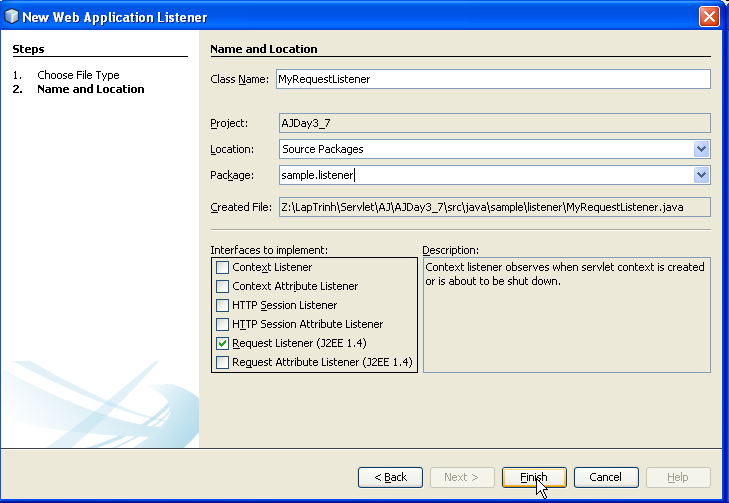 New Web Application Listener
Steps
1. Choose File Type
2. Name and Location
Name and Location
Class Name: MyRequestListener
Project: AJDay3_7
Location: Source Packages
Package: sample.listener
Created File: Z:\LapTrinh\Servlet\AJ\AJDay3_7\src\java\sample\listener\MyRequestListener.java
Interfaces to implement:
Context Listener
Context Attribute Listener
HTTP Session Listener
HTTP Session Attribute Listener
Request Listener (J2EE 1.4)
Request Attribute Listener (J2EE 1.4)
Description:
Context listener observes when servlet context is created
or is about to be shut down.
< Back Next > Finish Cancel Help